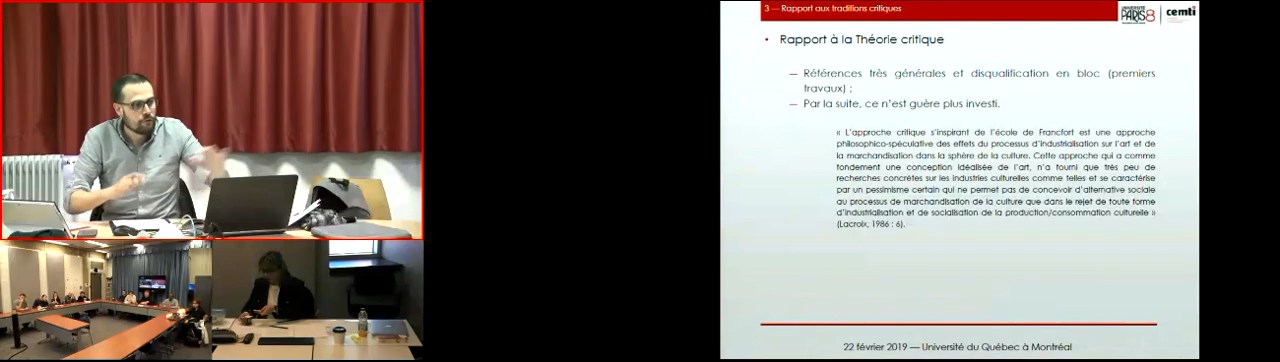 3 — Rapport aux traditions critiques
UNIVERSITÉ
PARIS 8
cemti
• Rapport à la Théorie critique
— Références très générales et disqualification en bloc (premiers
travaux) ;
— Par la suite, ce n'est guère plus investi.
« L'approche critique s'inspirant de l'école de Francfort est une approche
philosophico-spéculative des effets du processus d'industrialisation sur l'art et de
la marchandisation dans la sphère de la culture. Cette approche qui a comme
fondement une conception idéalisée de l'art, n'a fourni que très peu de
recherches concrètes sur les industries culturelles comme telles et se caractérise
par un pessimisme certain qui ne permet pas de concevoir d'alternative sociale
au processus de marchandisation de la culture que dans le rejet de toute forme
d'industrialisation et de socialisation de la production/consommation culturelle »
(Lacroix, 1986 : 6).
22 février 2019 — Université du Québec à Montréal